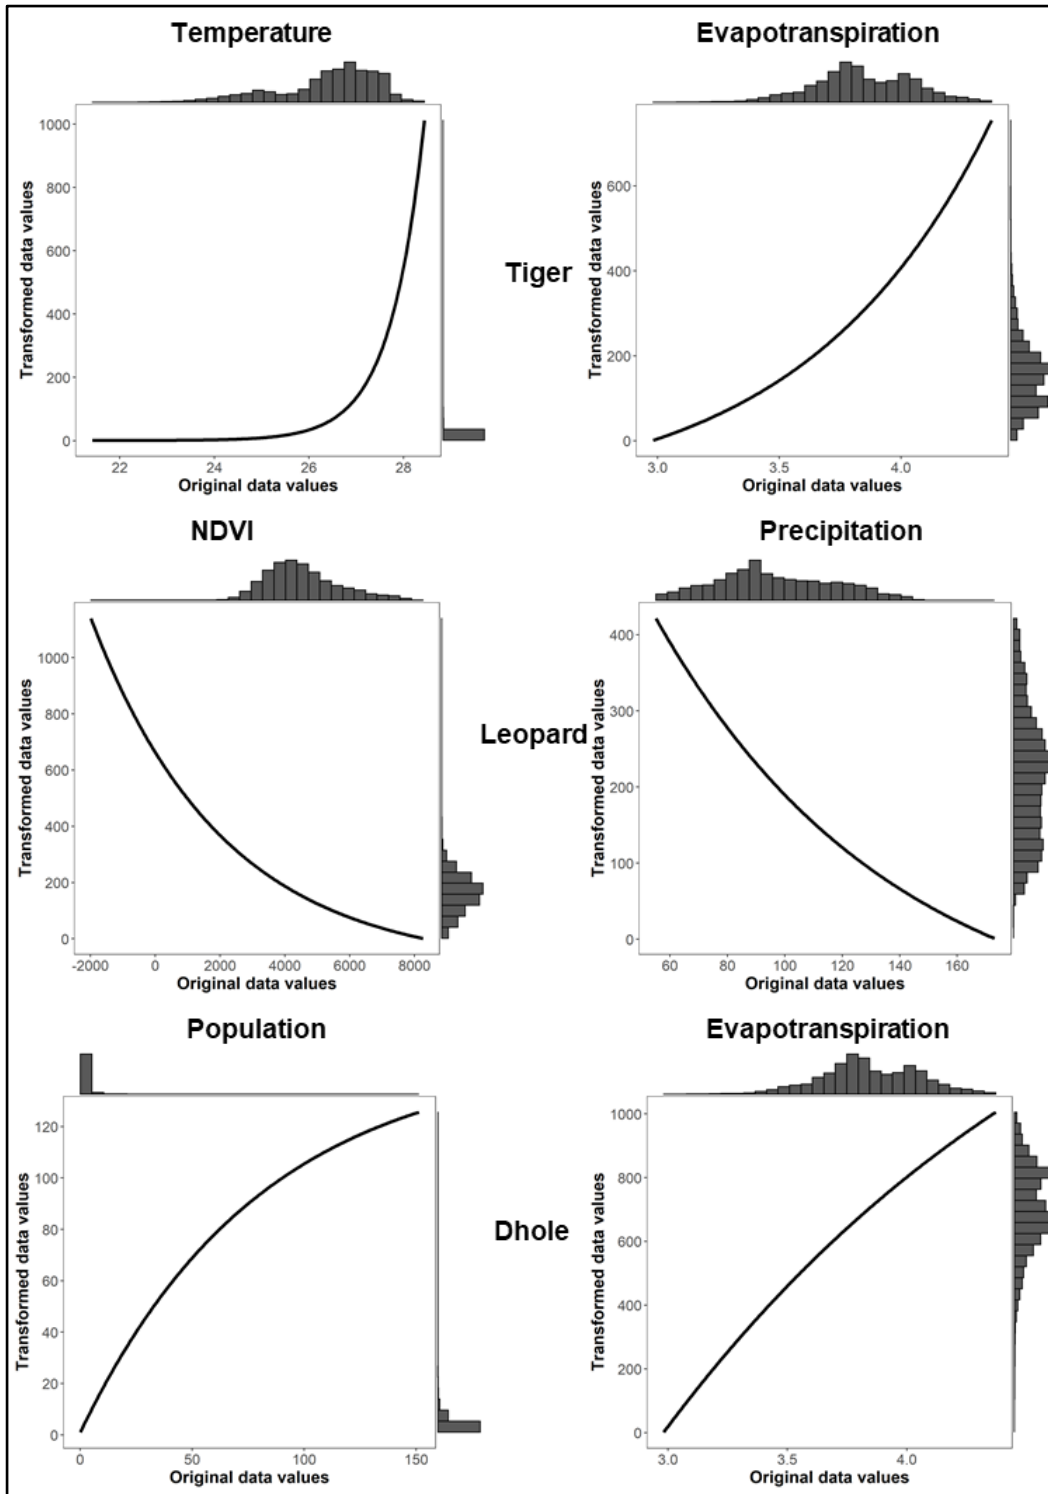 Temperature
Evapotranspiration
1000
800
600
400
200
0
Transformed data values
22 24 26 28
Original data values
Tiger
600
400
200
0
Transformed data values
3.0 3.5 4.0
Original data values
NDVI
Precipitation
1000
800
600
400
200
0
Transformed data values
-2000 0 2000 4000 6000 8000
Original data values
Leopard
400
300
200
100
0
Transformed data values
60 80 100 120 140 160
Original data values
Population
Evapotranspiration
120
100
80
60
40
20
0
Transformed data values
0 50 100 150
Original data values
Dhole
1000
800
600
400
200
0
Transformed data values
3.0 3.5 4.0
Original data values